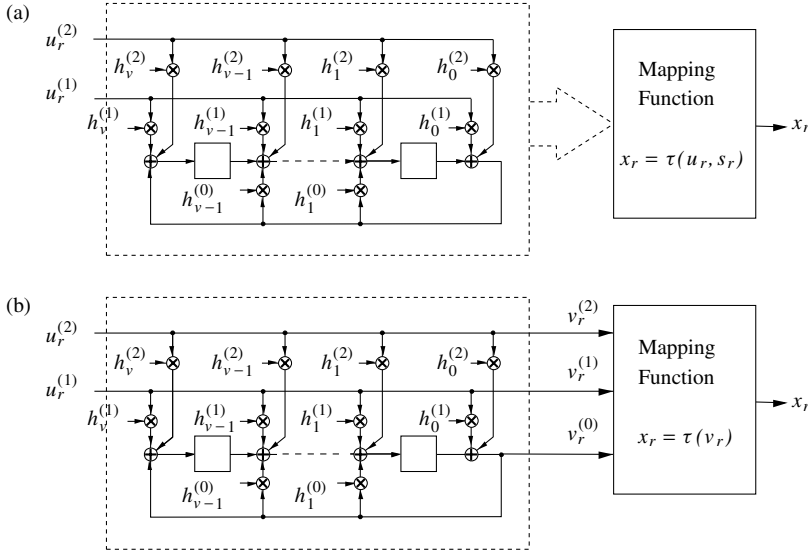 (a)
u_r^{(2)}
h_v^{(2)} h_{v-1}^{(2)} h_1^{(2)} h_0^{(2)}
u_r^{(1)}
h_v^{(1)} h_{v-1}^{(1)} h_1^{(1)} h_0^{(1)}
h_{v-1}^{(0)} h_1^{(0)}
Mapping
Function
x_r = τ(u_r, s_r)
x_r
(b)
u_r^{(2)}
h_v^{(2)} h_{v-1}^{(2)} h_1^{(2)} h_0^{(2)}
u_r^{(1)}
h_v^{(1)} h_{v-1}^{(1)} h_1^{(1)} h_0^{(1)}
h_{v-1}^{(0)} h_1^{(0)}
v_r^{(2)}
v_r^{(1)}
v_r^{(0)}
Mapping
Function
x_r = τ(v_r)
x_r